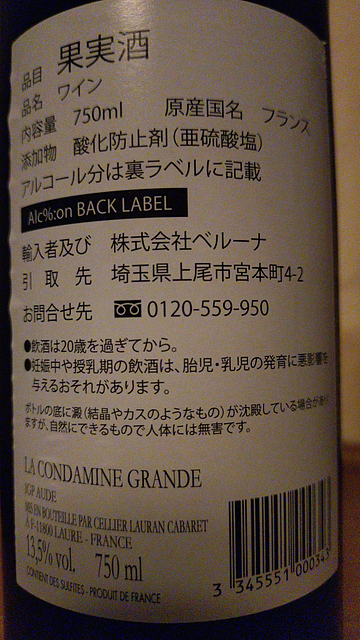 品目 果実酒
品名 ワイン
内容量 750ml 原産国名 フランス
添加物 酸化防止剤(亜硫酸塩)
アルコール分は裏ラベルに記載
Alc%:on BACK LABEL
輸入者及び 株式会社ベルーナ
引取先 埼玉県上尾市宮本町4-2
お問合せ先 0120-559-950
●飲酒は20歳を過ぎてから。
●妊娠中や授乳期の飲酒は、胎児・乳児の発育に悪影響を
与えるおそれがあります。
ボトルの底に澱(結晶やカスのようなもの)が沈殿している場合があり
ますが、自然にできるもので人体には無害です。
LA CONDAMINE GRANDE
IGP AUDE
MIS EN BOUTEILLE PAR CELLIER LAURAN CABARET
A F-11800 LAURE - FRANCE
13,5% vol. 750 ml
CONTENT DES SULFITES - PRODUIT DE FRANCE
3 345551 000343